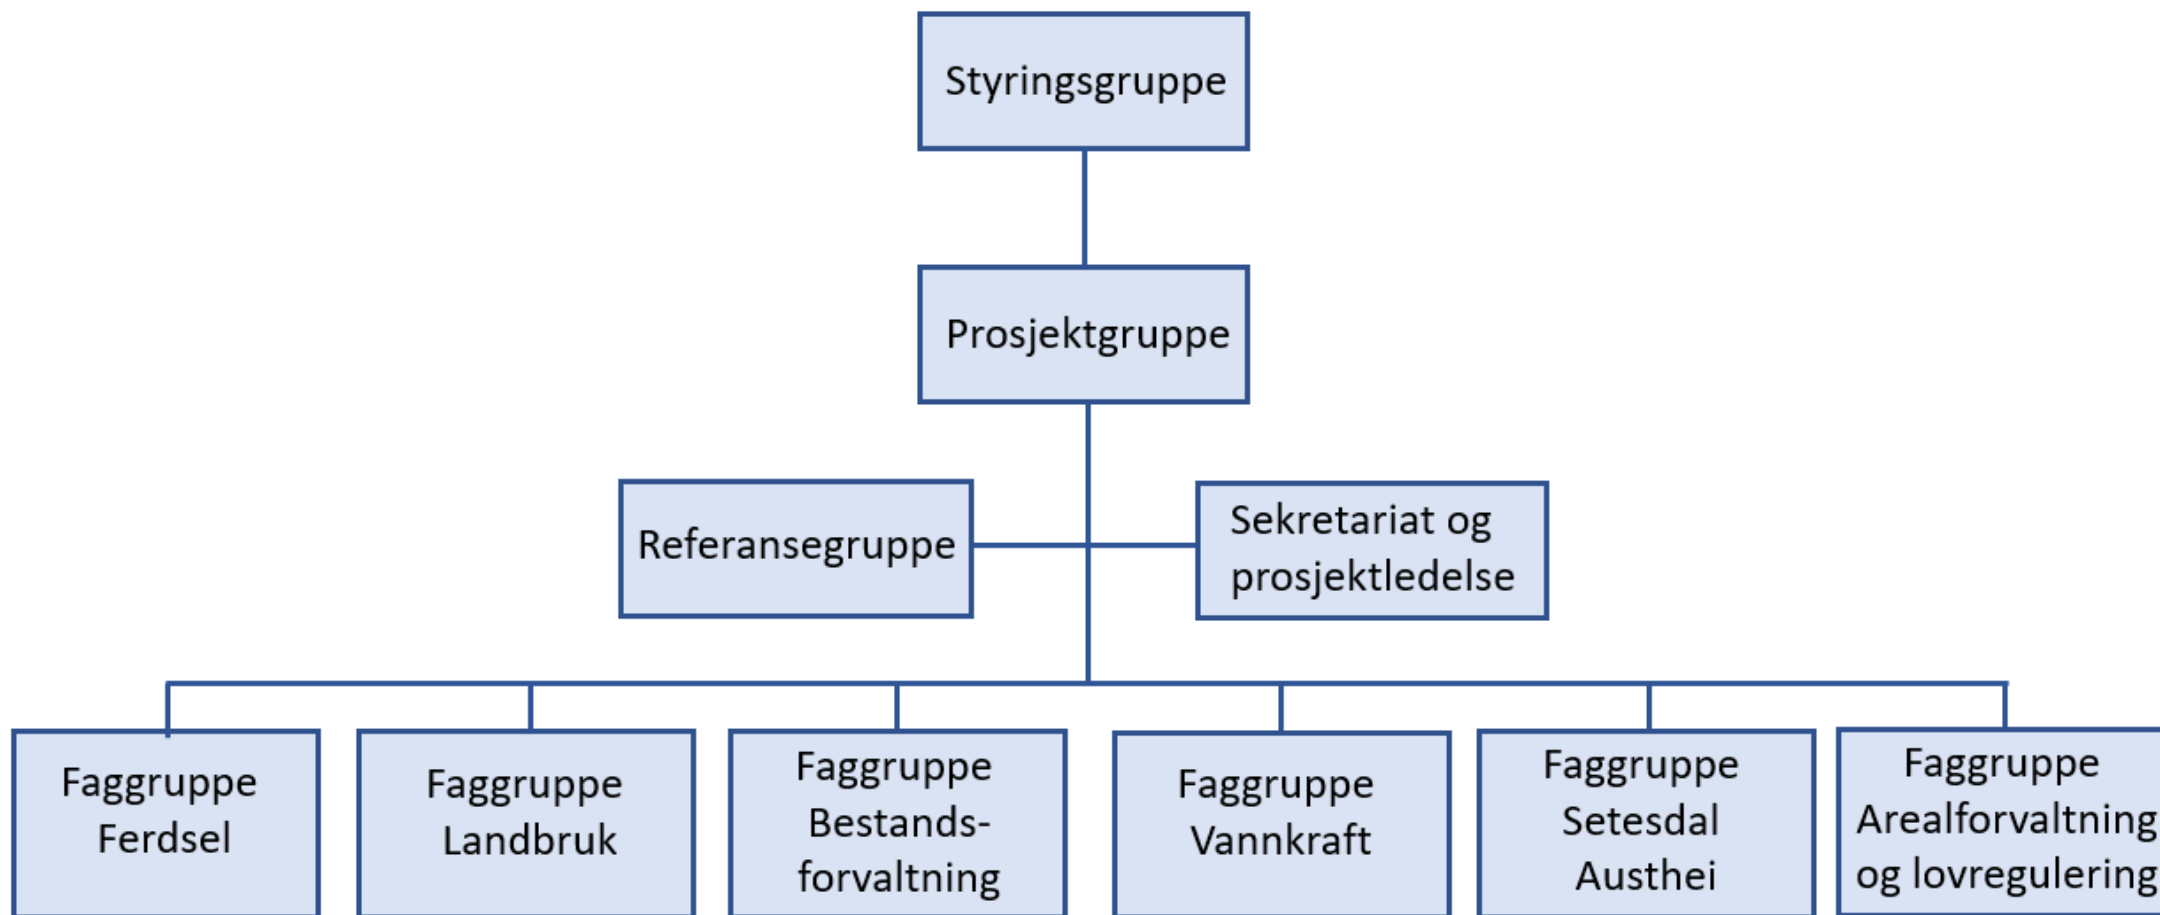 Styringsgruppe
Prosjektgruppe
Referansegruppe
Sekretariat og
prosjektledelse
Faggruppe
Ferdsel
Faggruppe
Landbruk
Faggruppe
Bestands-
forvaltning
Faggruppe
Vannkraft
Faggruppe
Setesdal
Austhei
Faggruppe
Arealforvaltning
og lovregulering